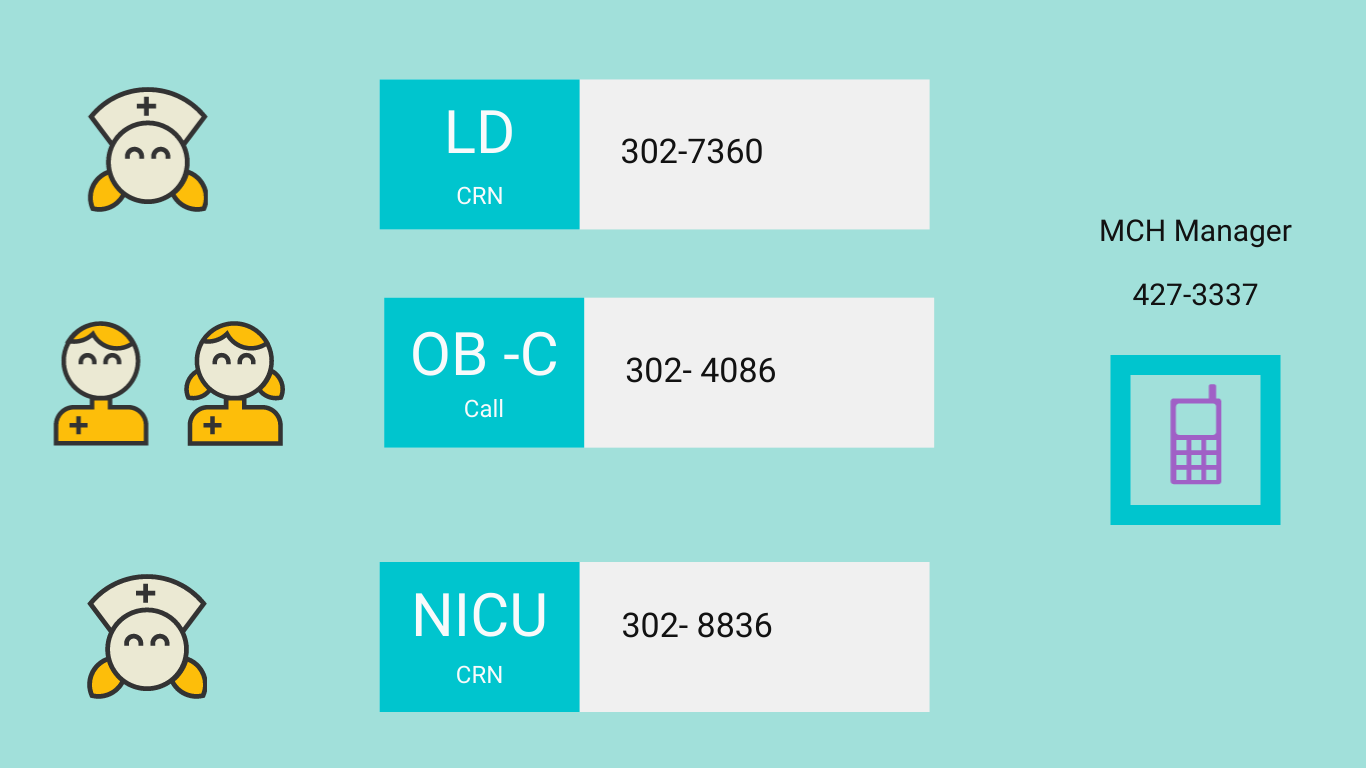 LD
CRN
302-7360
OB -C
Call
302- 4086
NICU
CRN
302- 8836
MCH Manager
427-3337